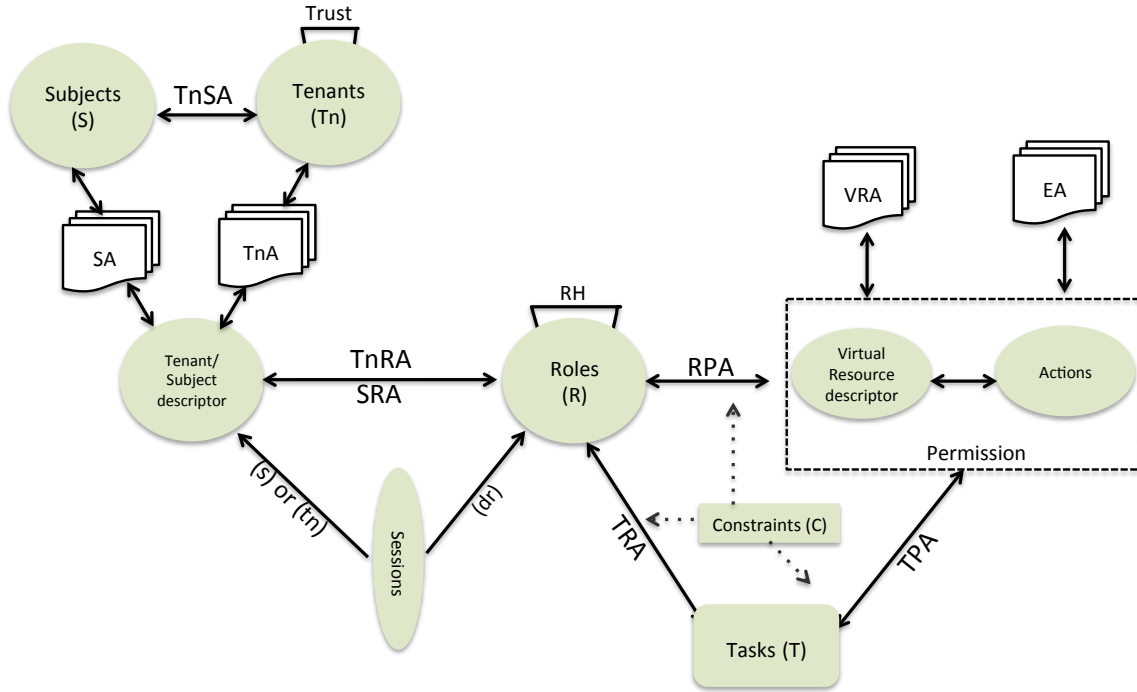 Trust
Subjects
(S)
TnSA
Tenants
(Tn)
SA
TnA
VRA
EA
RH
Tenant/
Subject
descriptor
TnRA
SRA
Roles
(R)
RPA
Virtual
Resource
descriptor
Actions
Permission
(s) or (tn)
Sessions
(dr)
TRA
Constraints (C)
TPA
Tasks (T)